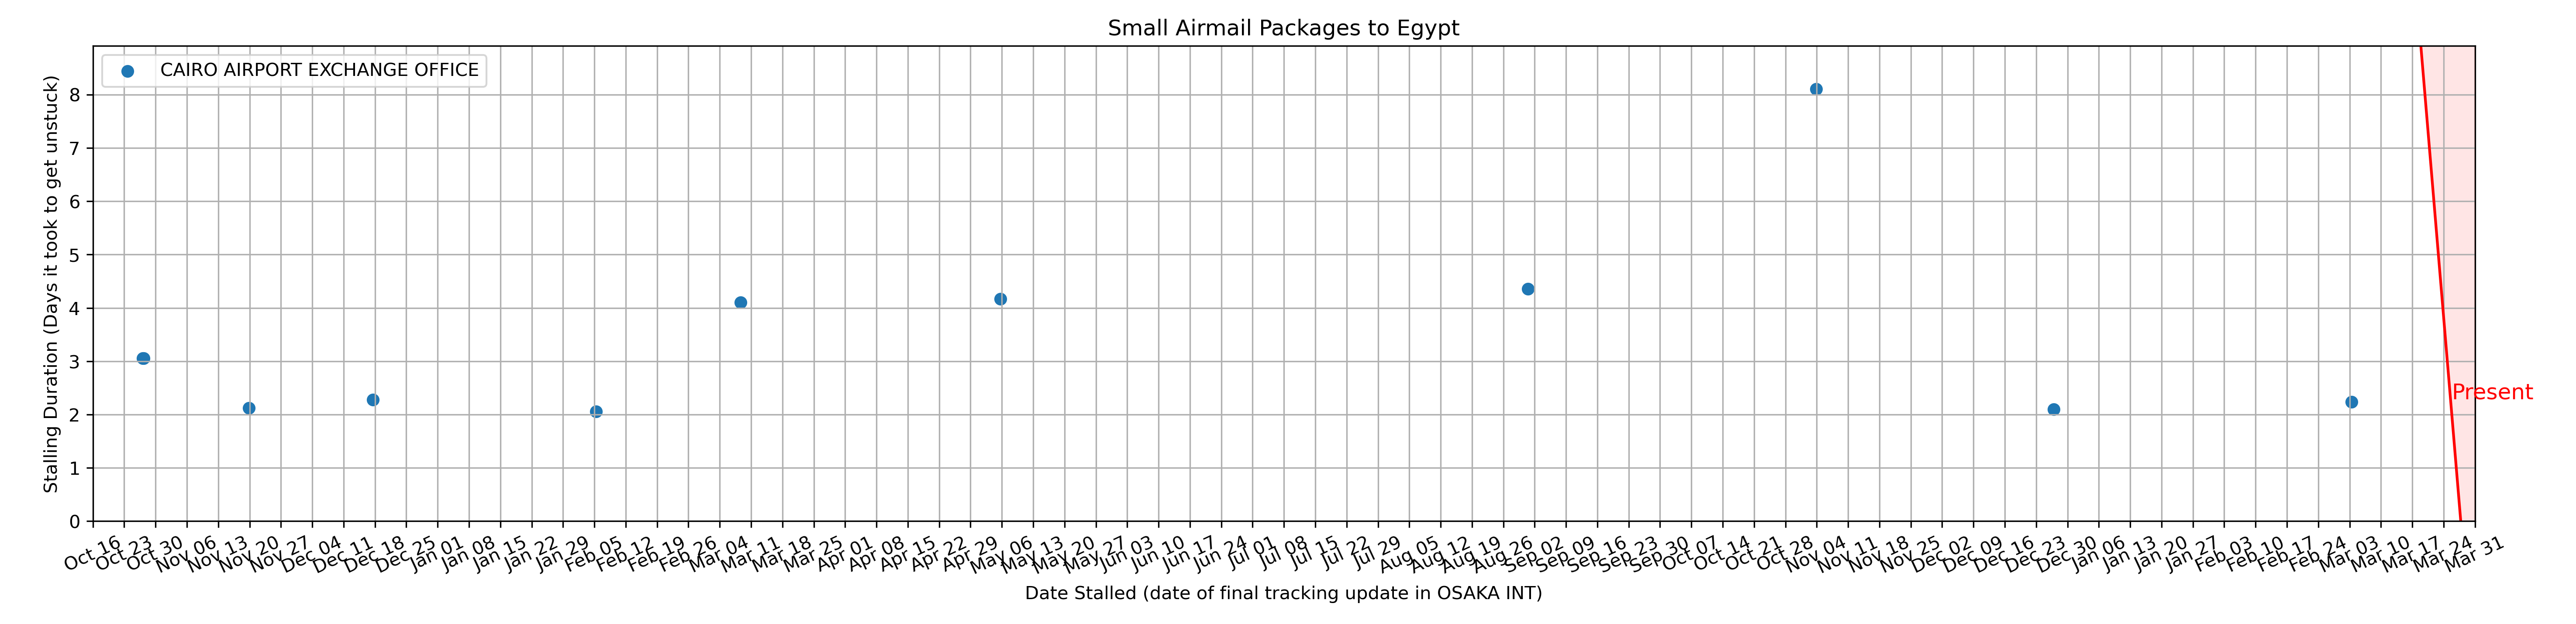 Small Airmail Packages to Egypt
CAIRO AIRPORT EXCHANGE OFFICE
Stalling Duration (Days it took to get unstuck)
8
7
6
5
4
3
2
1
0
Present
Oct 16
Oct 23
Oct 30
Nov 06
Nov 13
Nov 20
Nov 27
Dec 04
Dec 11
Dec 18
Dec 25
Jan 01
Jan 08
Jan 15
Jan 22
Jan 29
Feb 05
Feb 12
Feb 19
Feb 26
Mar 04
Mar 11
Mar 18
Mar 25
Apr 01
Apr 08
Apr 15
Apr 22
Apr 29
May 06
May 13
May 20
May 27
Jun 03
Jun 10
Jun 17
Jun 24
Jul 01
Jul 08
Jul 15
Jul 22
Jul 29
Aug 05
Aug 12
Aug 19
Aug 26
Sep 02
Sep 09
Sep 16
Sep 23
Sep 30
Oct 07
Oct 14
Oct 21
Oct 28
Nov 04
Nov 11
Nov 18
Nov 25
Dec 02
Dec 09
Dec 16
Dec 23
Dec 30
Jan 06
Jan 13
Jan 20
Jan 27
Feb 03
Feb 10
Feb 17
Feb 24
Mar 03
Mar 10
Mar 17
Mar 24
Mar 31
Date Stalled (date of final tracking update in OSAKA INT)